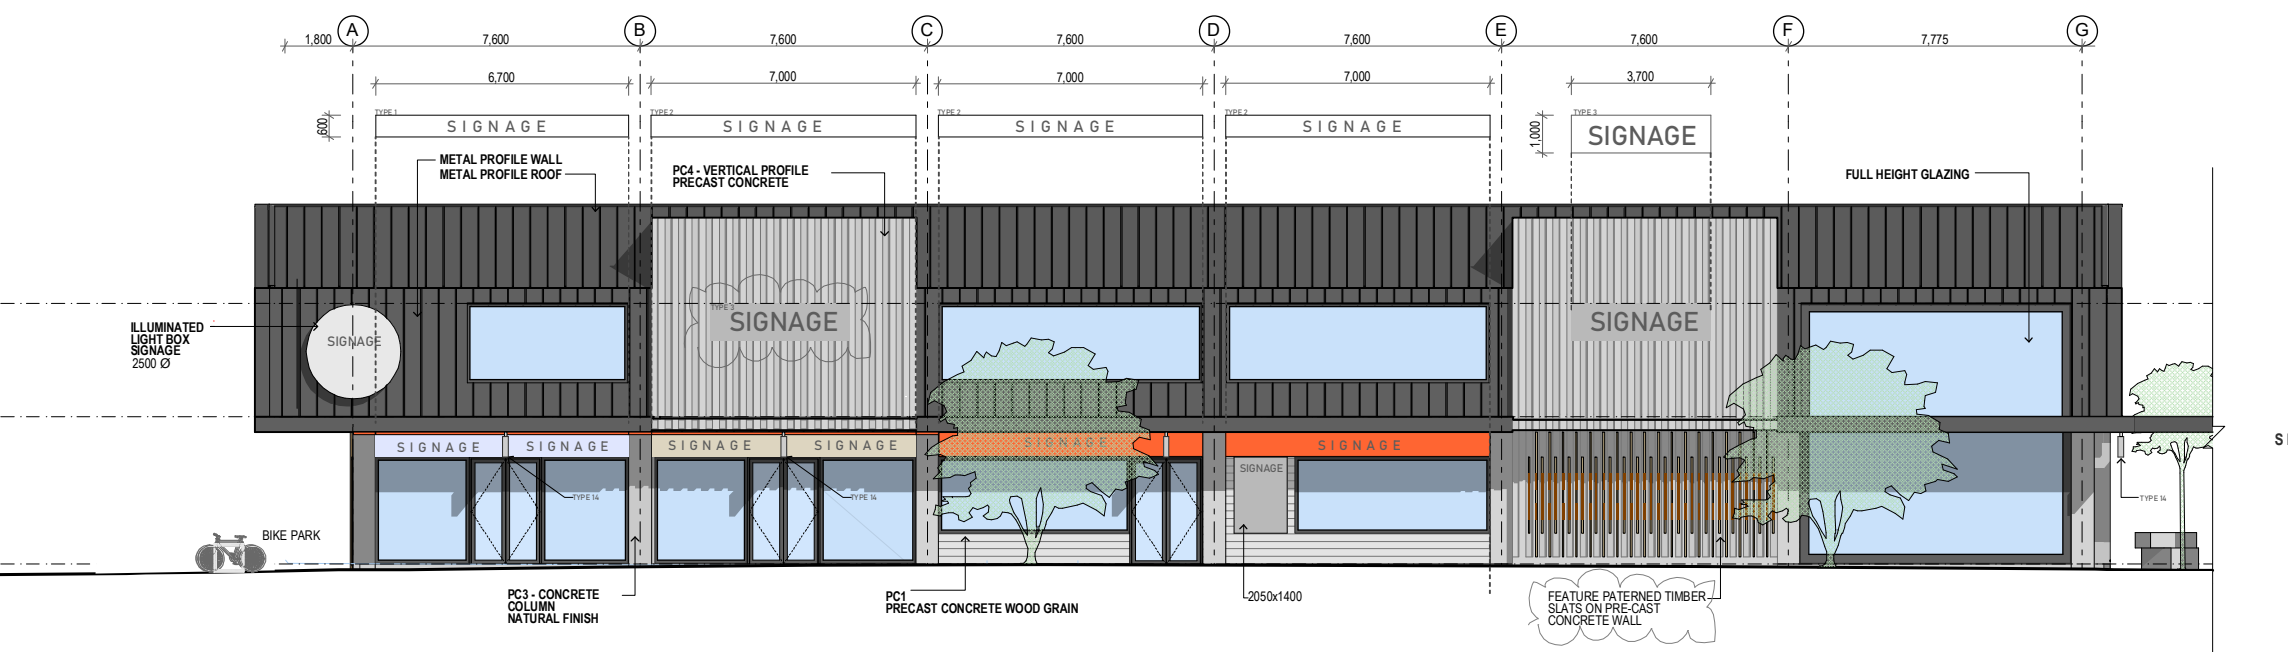 A B C D E F G
1,800 7,600 7,600 7,600 7,600 7,600 7,775
6,700 7,000 7,000 7,000 3,700
TYPE 1 TYPE 2 TYPE 2 TYPE 2 TYPE 3
600 SIGNAGE SIGNAGE SIGNAGE SIGNAGE 1,000 SIGNAGE
METAL PROFILE WALL
METAL PROFILE ROOF
PC4 - VERTICAL PROFILE
PRECAST CONCRETE
FULL HEIGHT GLAZING
TYPE 3
SIGNAGE SIGNAGE
ILLUMINATED
LIGHT BOX
SIGNAGE
2500 Ø
SIGNAGE
SIGNAGE SIGNAGE SIGNAGE SIGNAGE SIGNAGE SIGNAGE
SIGNAGE
TYPE 14 TYPE 14 TYPE 14
BIKE PARK
PC3 - CONCRETE
COLUMN
NATURAL FINISH
PC1
PRECAST CONCRETE WOOD GRAIN
2050x1400
FEATURE PATERNED TIMBER
SLATS ON PRE-CAST
CONCRETE WALL